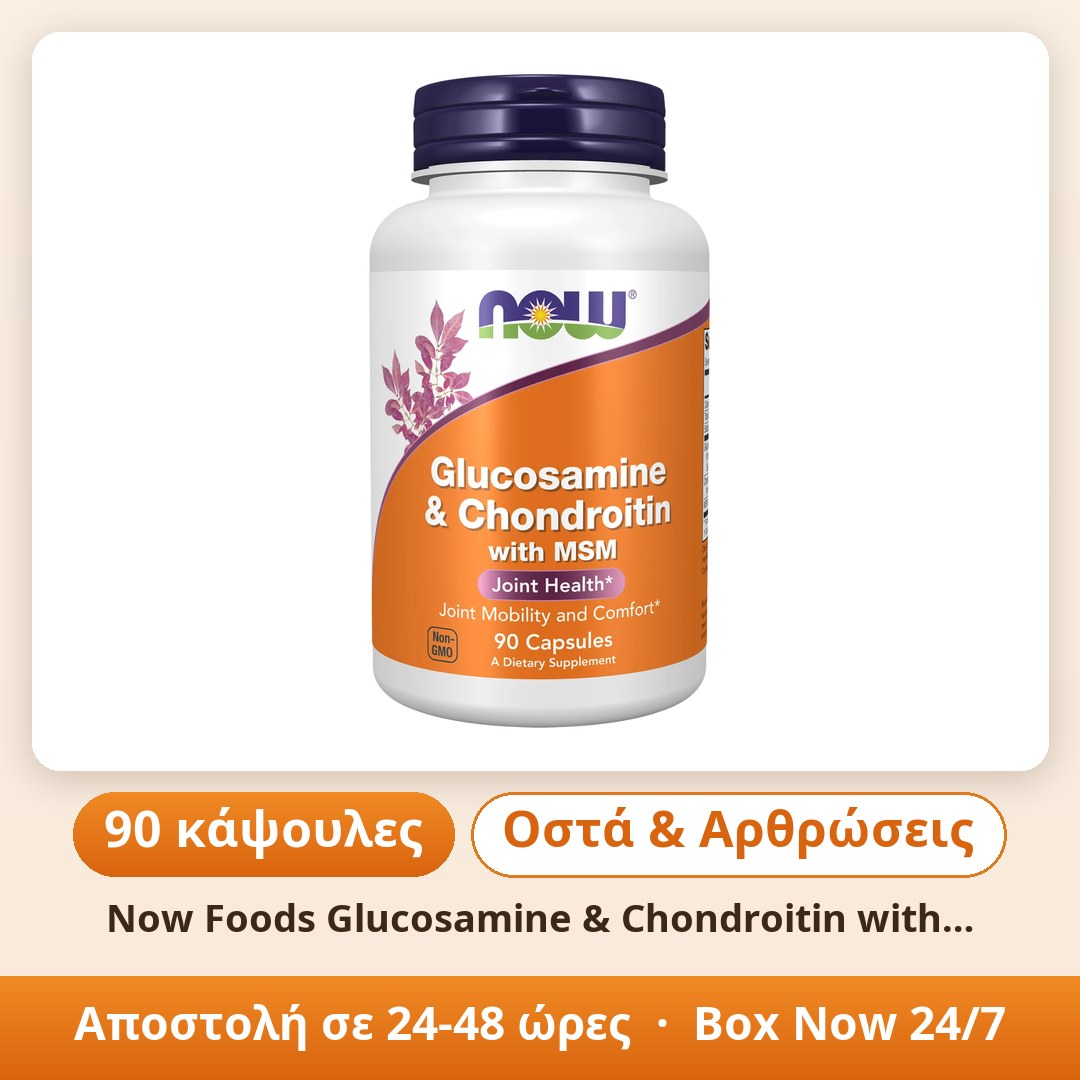 NOW®
Glucosamine
& Chondroitin
with MSM
Joint Health*
Joint Mobility and Comfort*
Non-
GMO
90 Capsules
A Dietary Supplement
90 κάψουλες
Οστά & Αρθρώσεις
Now Foods Glucosamine & Chondroitin with...
Αποστολή σε 24-48 ώρες · Box Now 24/7